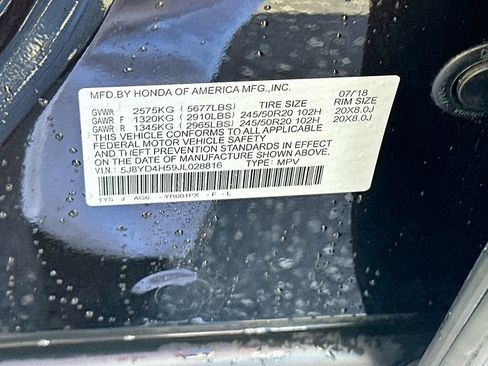 MFD.BY HONDA OF AMERICA MFG.,INC. 07/'18
GVWR 2575KG (5677LBS) TIRE SIZE RIM SIZE
GAWR F 1320KG (2910LBS) 245/50R20 102H 20X8.0J
GAWR R 1345KG (2965LBS) 245/50R20 102H 20X8.0J
THIS VEHICLE CONFORMS TO ALL APPLICABLE
FEDERAL MOTOR VEHICLE SAFETY
AND THEFT PREVENTION STANDARDS IN EFFECT
ON THE DATE OF MANUFACTURE SHOWN ABOVE.
V.I.N.: 5J8YD4H59JL028816 TYPE: MPV
TYS J AG6 -YR601PX -F -L